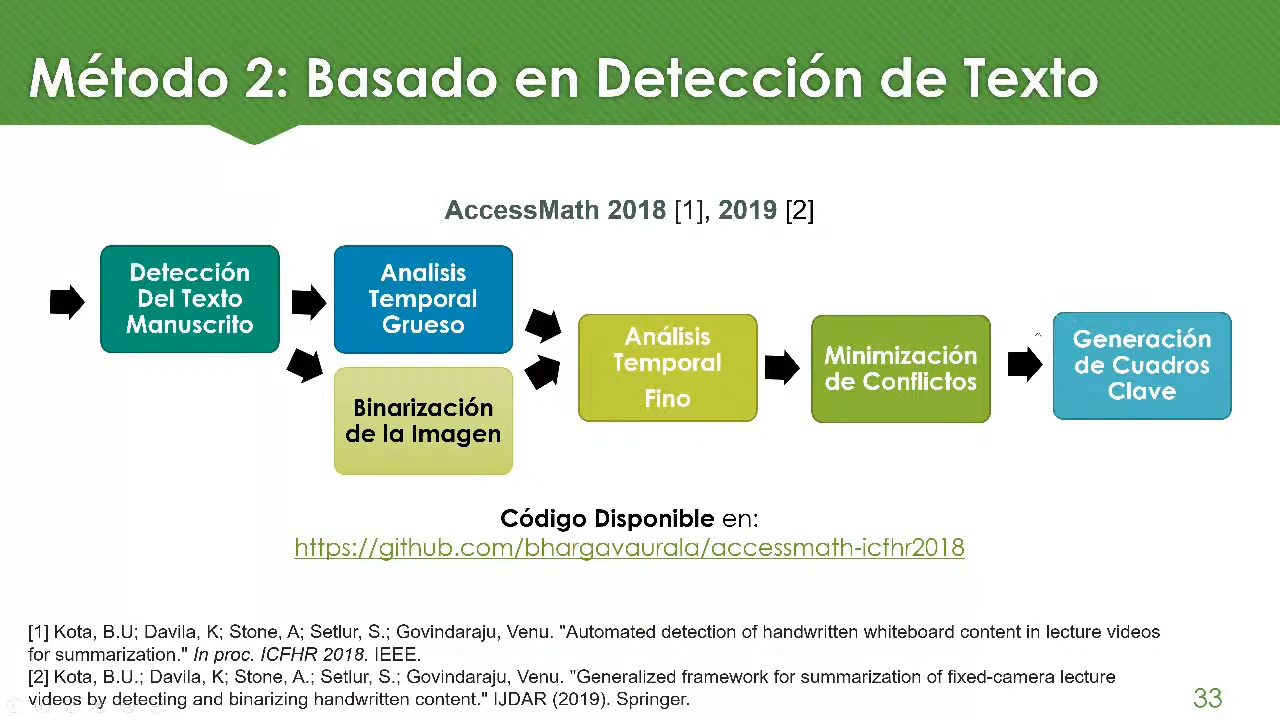 Método 2: Basado en Detección de Texto
AccessMath 2018 [1], 2019 [2]
Detección
Del Texto
Manuscrito
Analisis
Temporal
Grueso
Binarización
de la Imagen
Análisis
Temporal
Fino
Minimización
de Conflictos
Generación
de Cuadros
Clave
Código Disponible en:
https://github.com/bhargavaurala/accessmath-icfhr2018
[1] Kota, B.U; Davila, K; Stone, A; Setlur, S.; Govindaraju, Venu. "Automated detection of handwritten whiteboard content in lecture videos
for summarization." In proc. ICFHR 2018. IEEE.
[2] Kota, B.U.; Davila, K; Stone, A.; Setlur, S.; Govindaraju, Venu. "Generalized framework for summarization of fixed-camera lecture
videos by detecting and binarizing handwritten content." IJDAR (2019). Springer.
33